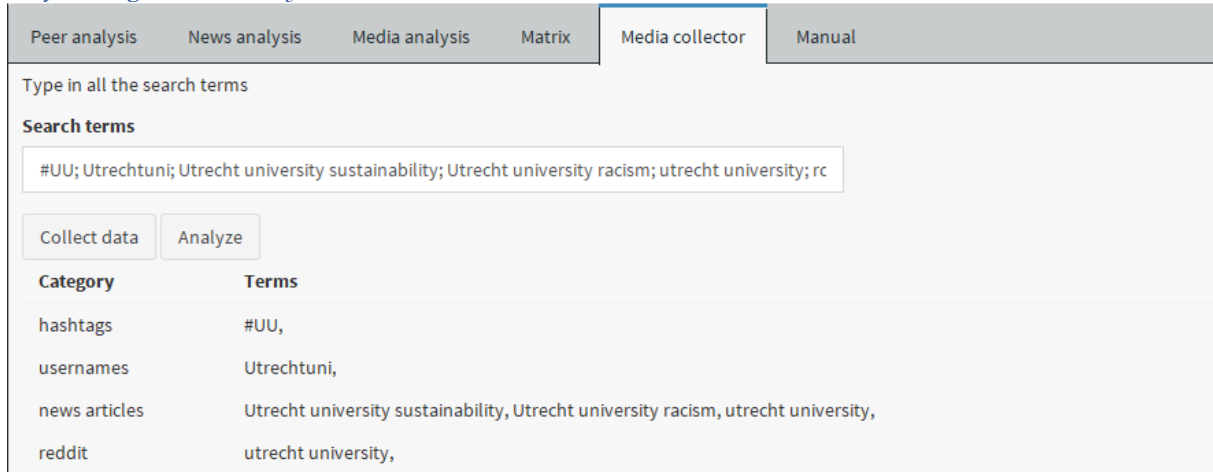 Peer analysis News analysis Media analysis Matrix Media collector Manual
Type in all the search terms
Search terms
#UU; Utrechtuni; Utrecht university sustainability; Utrecht university racism; utrecht university; rc
Collect data Analyze
Category Terms
hashtags #UU,
usernames Utrechtuni,
news articles Utrecht university sustainability, Utrecht university racism, utrecht university,
reddit utrecht university,